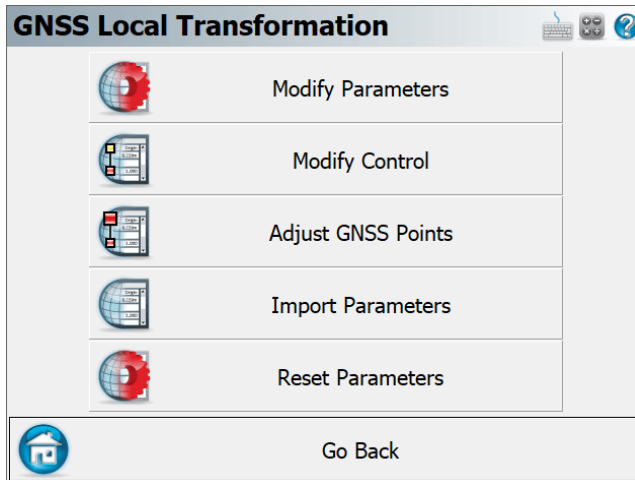 GNSS Local Transformation
Modify Parameters
Modify Control
Adjust GNSS Points
Import Parameters
Reset Parameters
Go Back